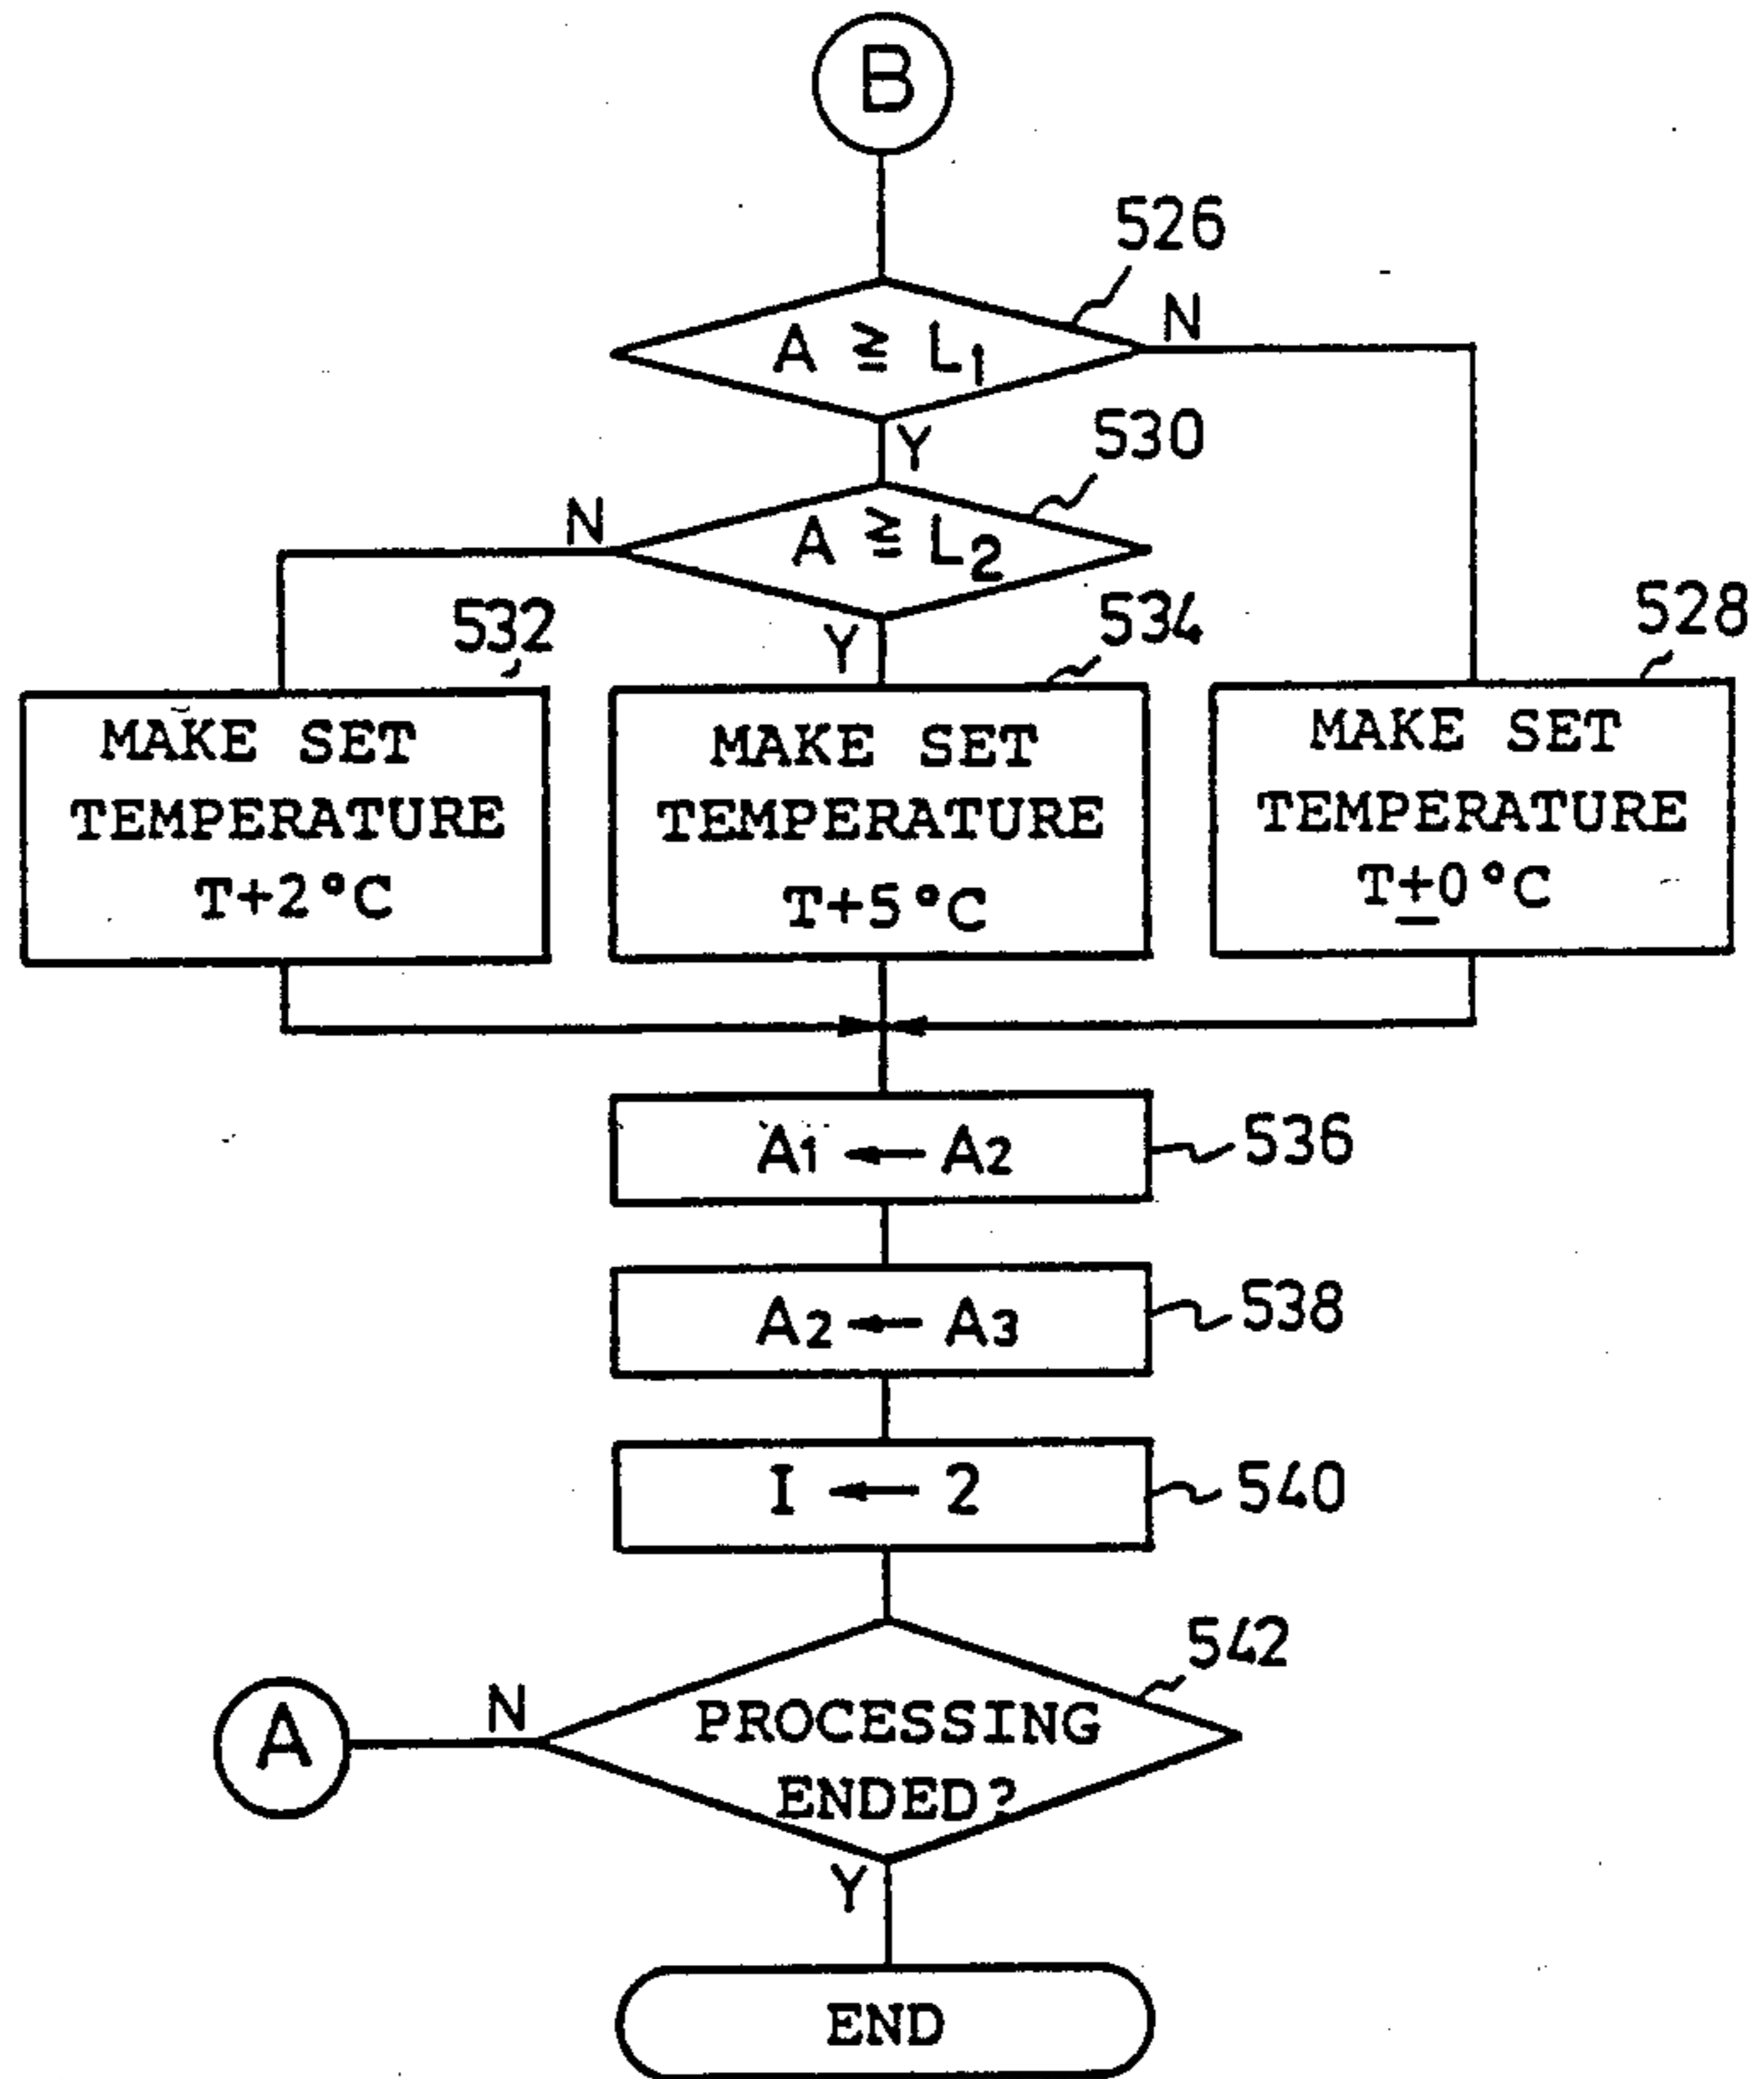 B
526
A ≧ L1
N
Y
530
A ≧ L2
N
Y
532
534
528
MAKE SET
TEMPERATURE
T+2°C
MAKE SET
TEMPERATURE
T+5°C
MAKE SET
TEMPERATURE
T±0°C
A1 ← A2
536
A2 ← A3
538
I ← 2
540
542
PROCESSING
ENDED?
N
A
Y
END